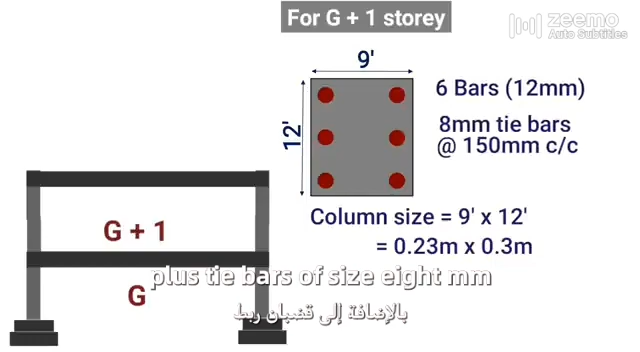 For G + 1 storey
zeemo
Auto Subtitles
9'
6 Bars (12mm)
12'
8mm tie bars
@ 150mm c/c
Column size = 9' x 12'
= 0.23m x 0.3m
G + 1
G
plus tie bars of size eight mm
بالإضافة إلى قضبان ربط